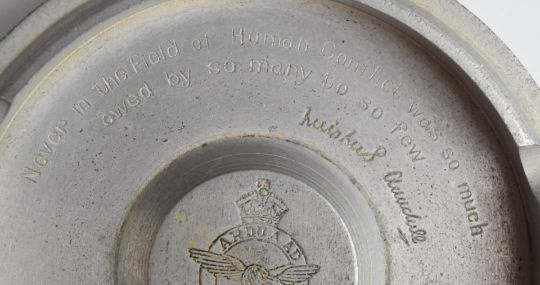 Never in the Field of Human Conflict was so much
owed by so many to so few
Winston Churchill
ARDUA AD